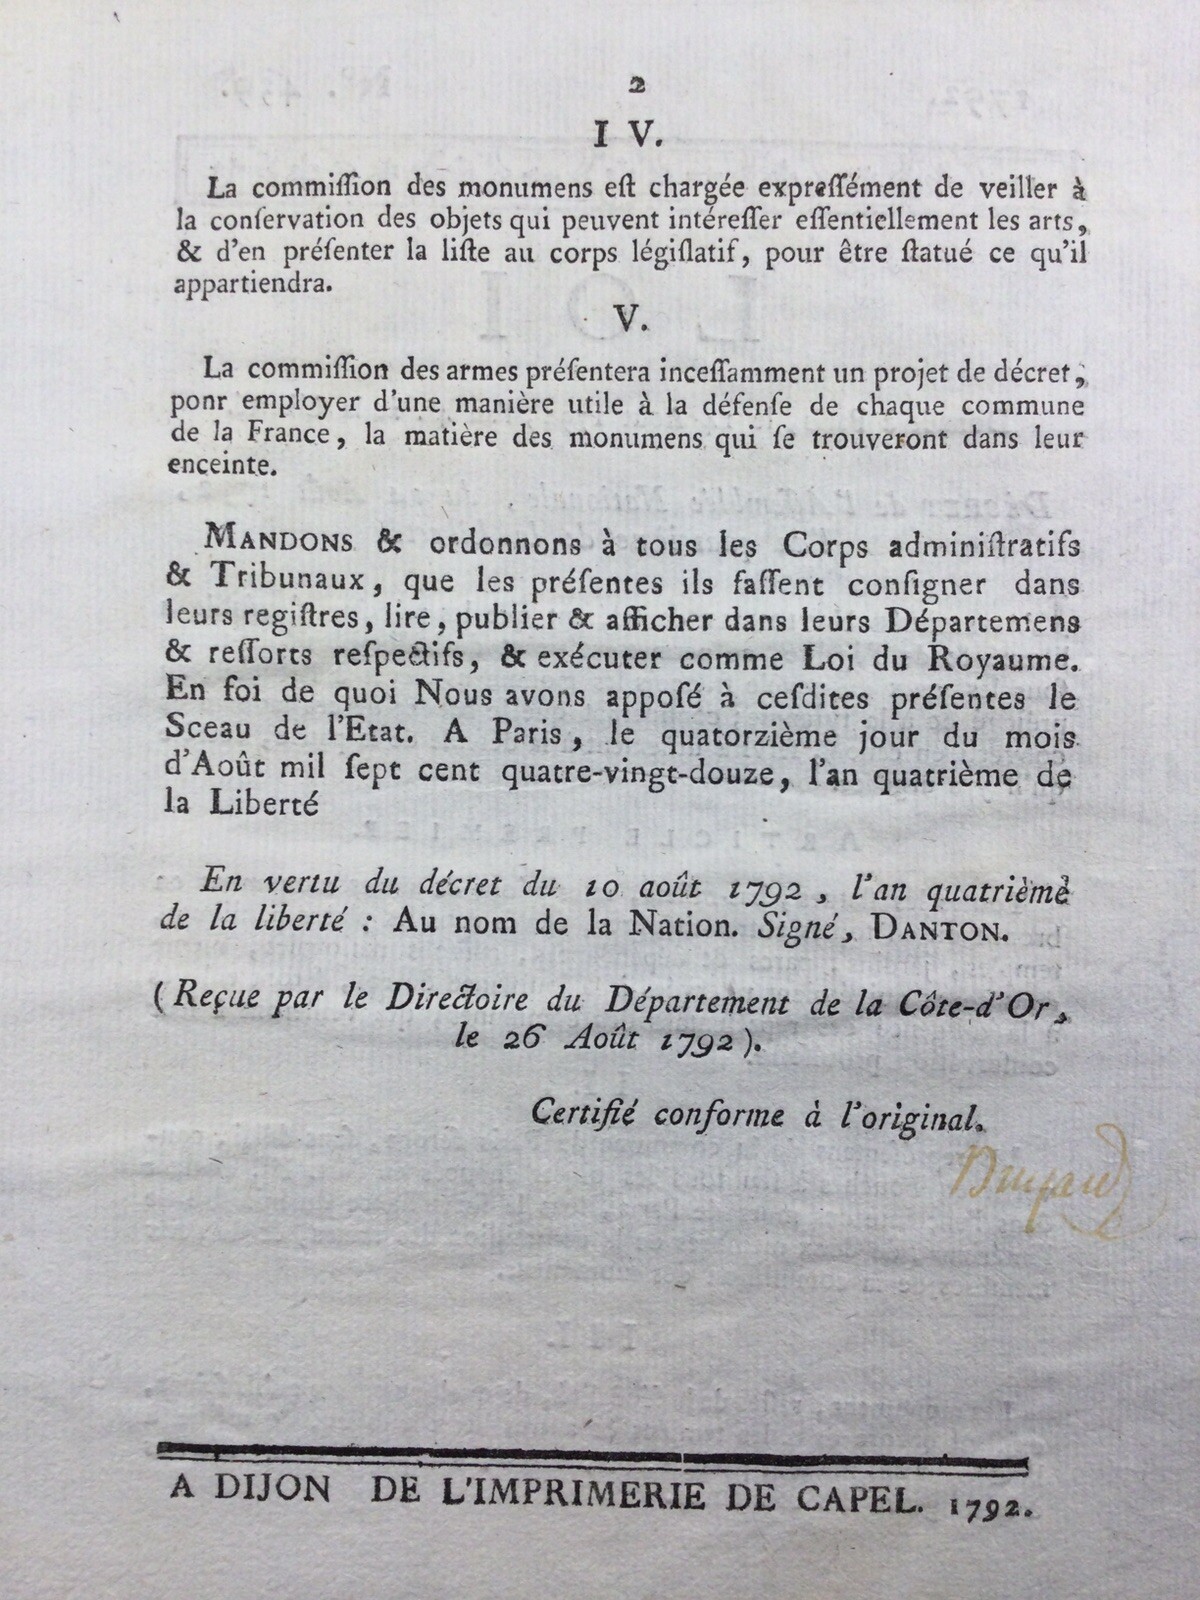 2
I V.
La commiſſion des monumens eſt chargée expreſſément de veiller à
la conſervation des objets qui peuvent intéreſſer eſſentiellement les arts,
& d'en préſenter la liſte au corps légiſlatif, pour être ſtatué ce qu'il
appartiendra.
V.
La commiſſion des armes préſentera inceſſamment un projet de décret,
ponr employer d'une manière utile à la défenſe de chaque commune
de la France, la matière des monumens qui ſe trouveront dans leur
enceinte.
MANDONS & ordonnons à tous les Corps adminiſtratifs
& Tribunaux, que les préſentes ils faſſent conſigner dans
leurs regiſtres, lire, publier & afficher dans leurs Départemens
& reſſorts reſpectifs, & exécuter comme Loi du Royaume.
En foi de quoi Nous avons appoſé à ceſdites préſentes le
Sceau de l'Etat. A Paris, le quatorzième jour du mois
d'Août mil ſept cent quatre-vingt-douze, l'an quatrième de
la Liberté
En vertu du décret du 10 août 1792, l'an quatrième
de la liberté : Au nom de la Nation. Signé, DANTON.
(Reçue par le Directoire du Département de la Côte-d'Or,
le 26 Août 1792).
Certifié conforme à l'original.
A DIJON DE L'IMPRIMERIE DE CAPEL. 1792.